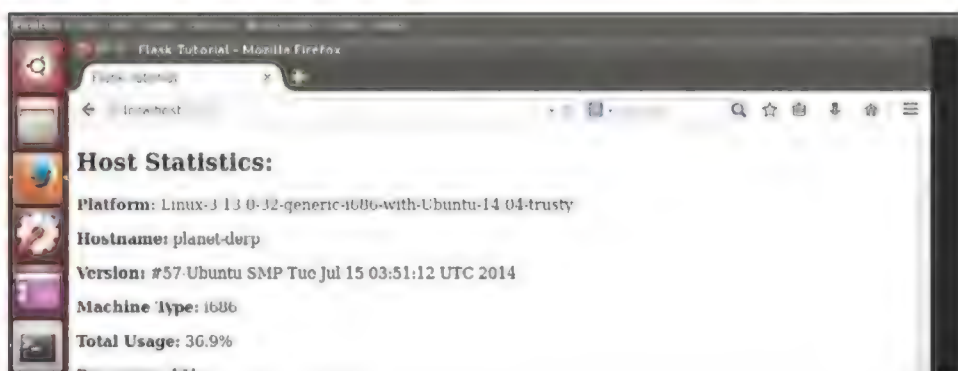 Flask Tutorial - Mozilla Firefox
Flask Tutorial
localhost
Host Statistics:
Platform: Linux-3.13.0-32-generic-i686-with-Ubuntu-14.04-trusty
Hostname: planet-derp
Version: #57-Ubuntu SMP Tue Jul 15 03:51:12 UTC 2014
Machine Type: i686
Total Usage: 36.9%